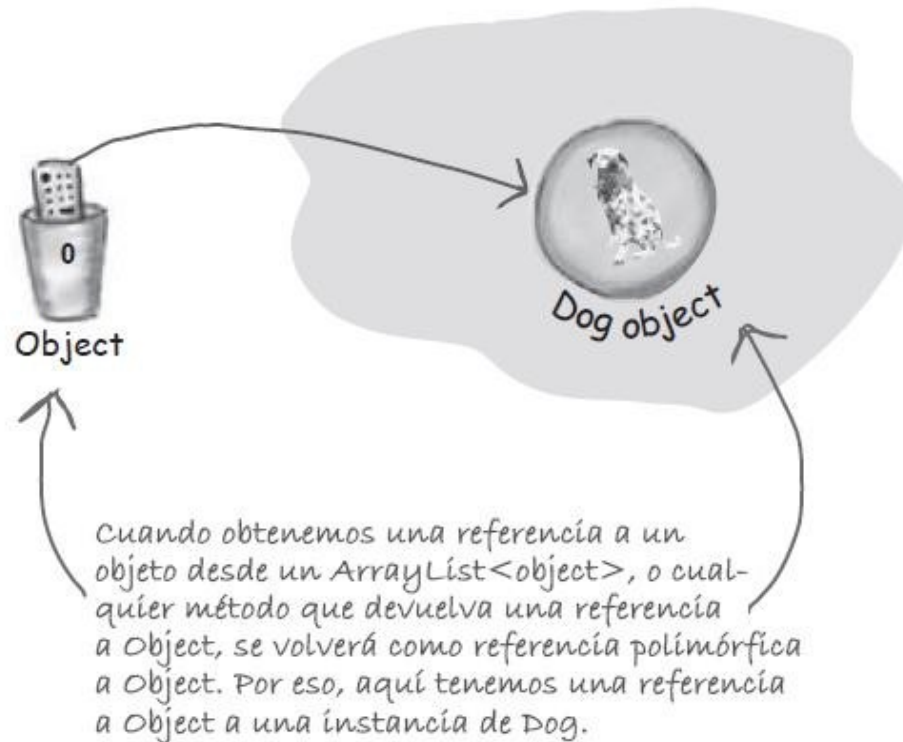 0
Object
Dog object
Cuando obtenemos una referencia a un
objeto desde un ArrayList<object>, o cual-
quier método que devuelva una referencia
a Object, se volverá como referencia polimórfica
a Object. Por eso, aquí tenemos una referencia
a Object a una instancia de Dog.